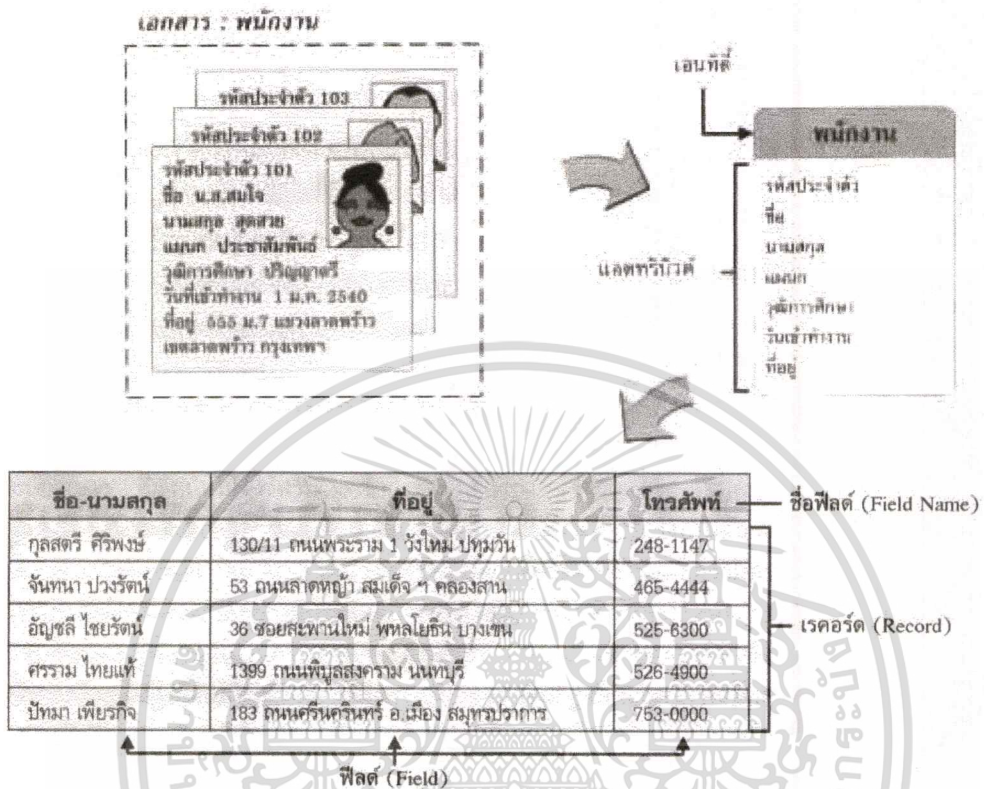 เอกสาร : พนักงาน
รหัสประจำตัว 103
รหัสประจำตัว 102
รหัสประจำตัว 101
ชื่อ น.ส.สมใจ
นามสกุล สุดสวย
แผนก ประชาสัมพันธ์
วุฒิการศึกษา ปริญญาตรี
วันที่เข้าทำงาน 1 ม.ค. 2540
ที่อยู่ 555 ม.7 แขวงลาดพร้าว
เขตลาดพร้าว กรุงเทพฯ
เอนทิตี้
พนักงาน
แอตทริบิวต์
รหัสประจำตัว
ชื่อ
นามสกุล
แผนก
วุฒิการศึกษา
วันเข้าทำงาน
ที่อยู่
ชื่อ-นามสกุล ที่อยู่ โทรศัพท์ ชื่อฟิลด์ (Field Name)
กุลสตรี ศิริพงษ์ 130/11 ถนนพระราม 1 วังใหม่ ปทุมวัน 248-1147
จันทนา ปวงรัตน์ 53 ถนนลาดหญ้า สมเด็จ ฯ คลองสาน 465-4444
อัญชลี ไชยรัตน์ 36 ซอยสะพานใหม่ พหลโยธิน บางเขน 525-6300
เรคอร์ด (Record)
ศรราม ไทยแท้ 1399 ถนนพิบูลสงคราม นนทบุรี 526-4900
ปัทมา เพียรกิจ 183 ถนนศรีนครินทร์ อ.เมือง สมุทรปราการ 753-0000
ฟิลด์ (Field)